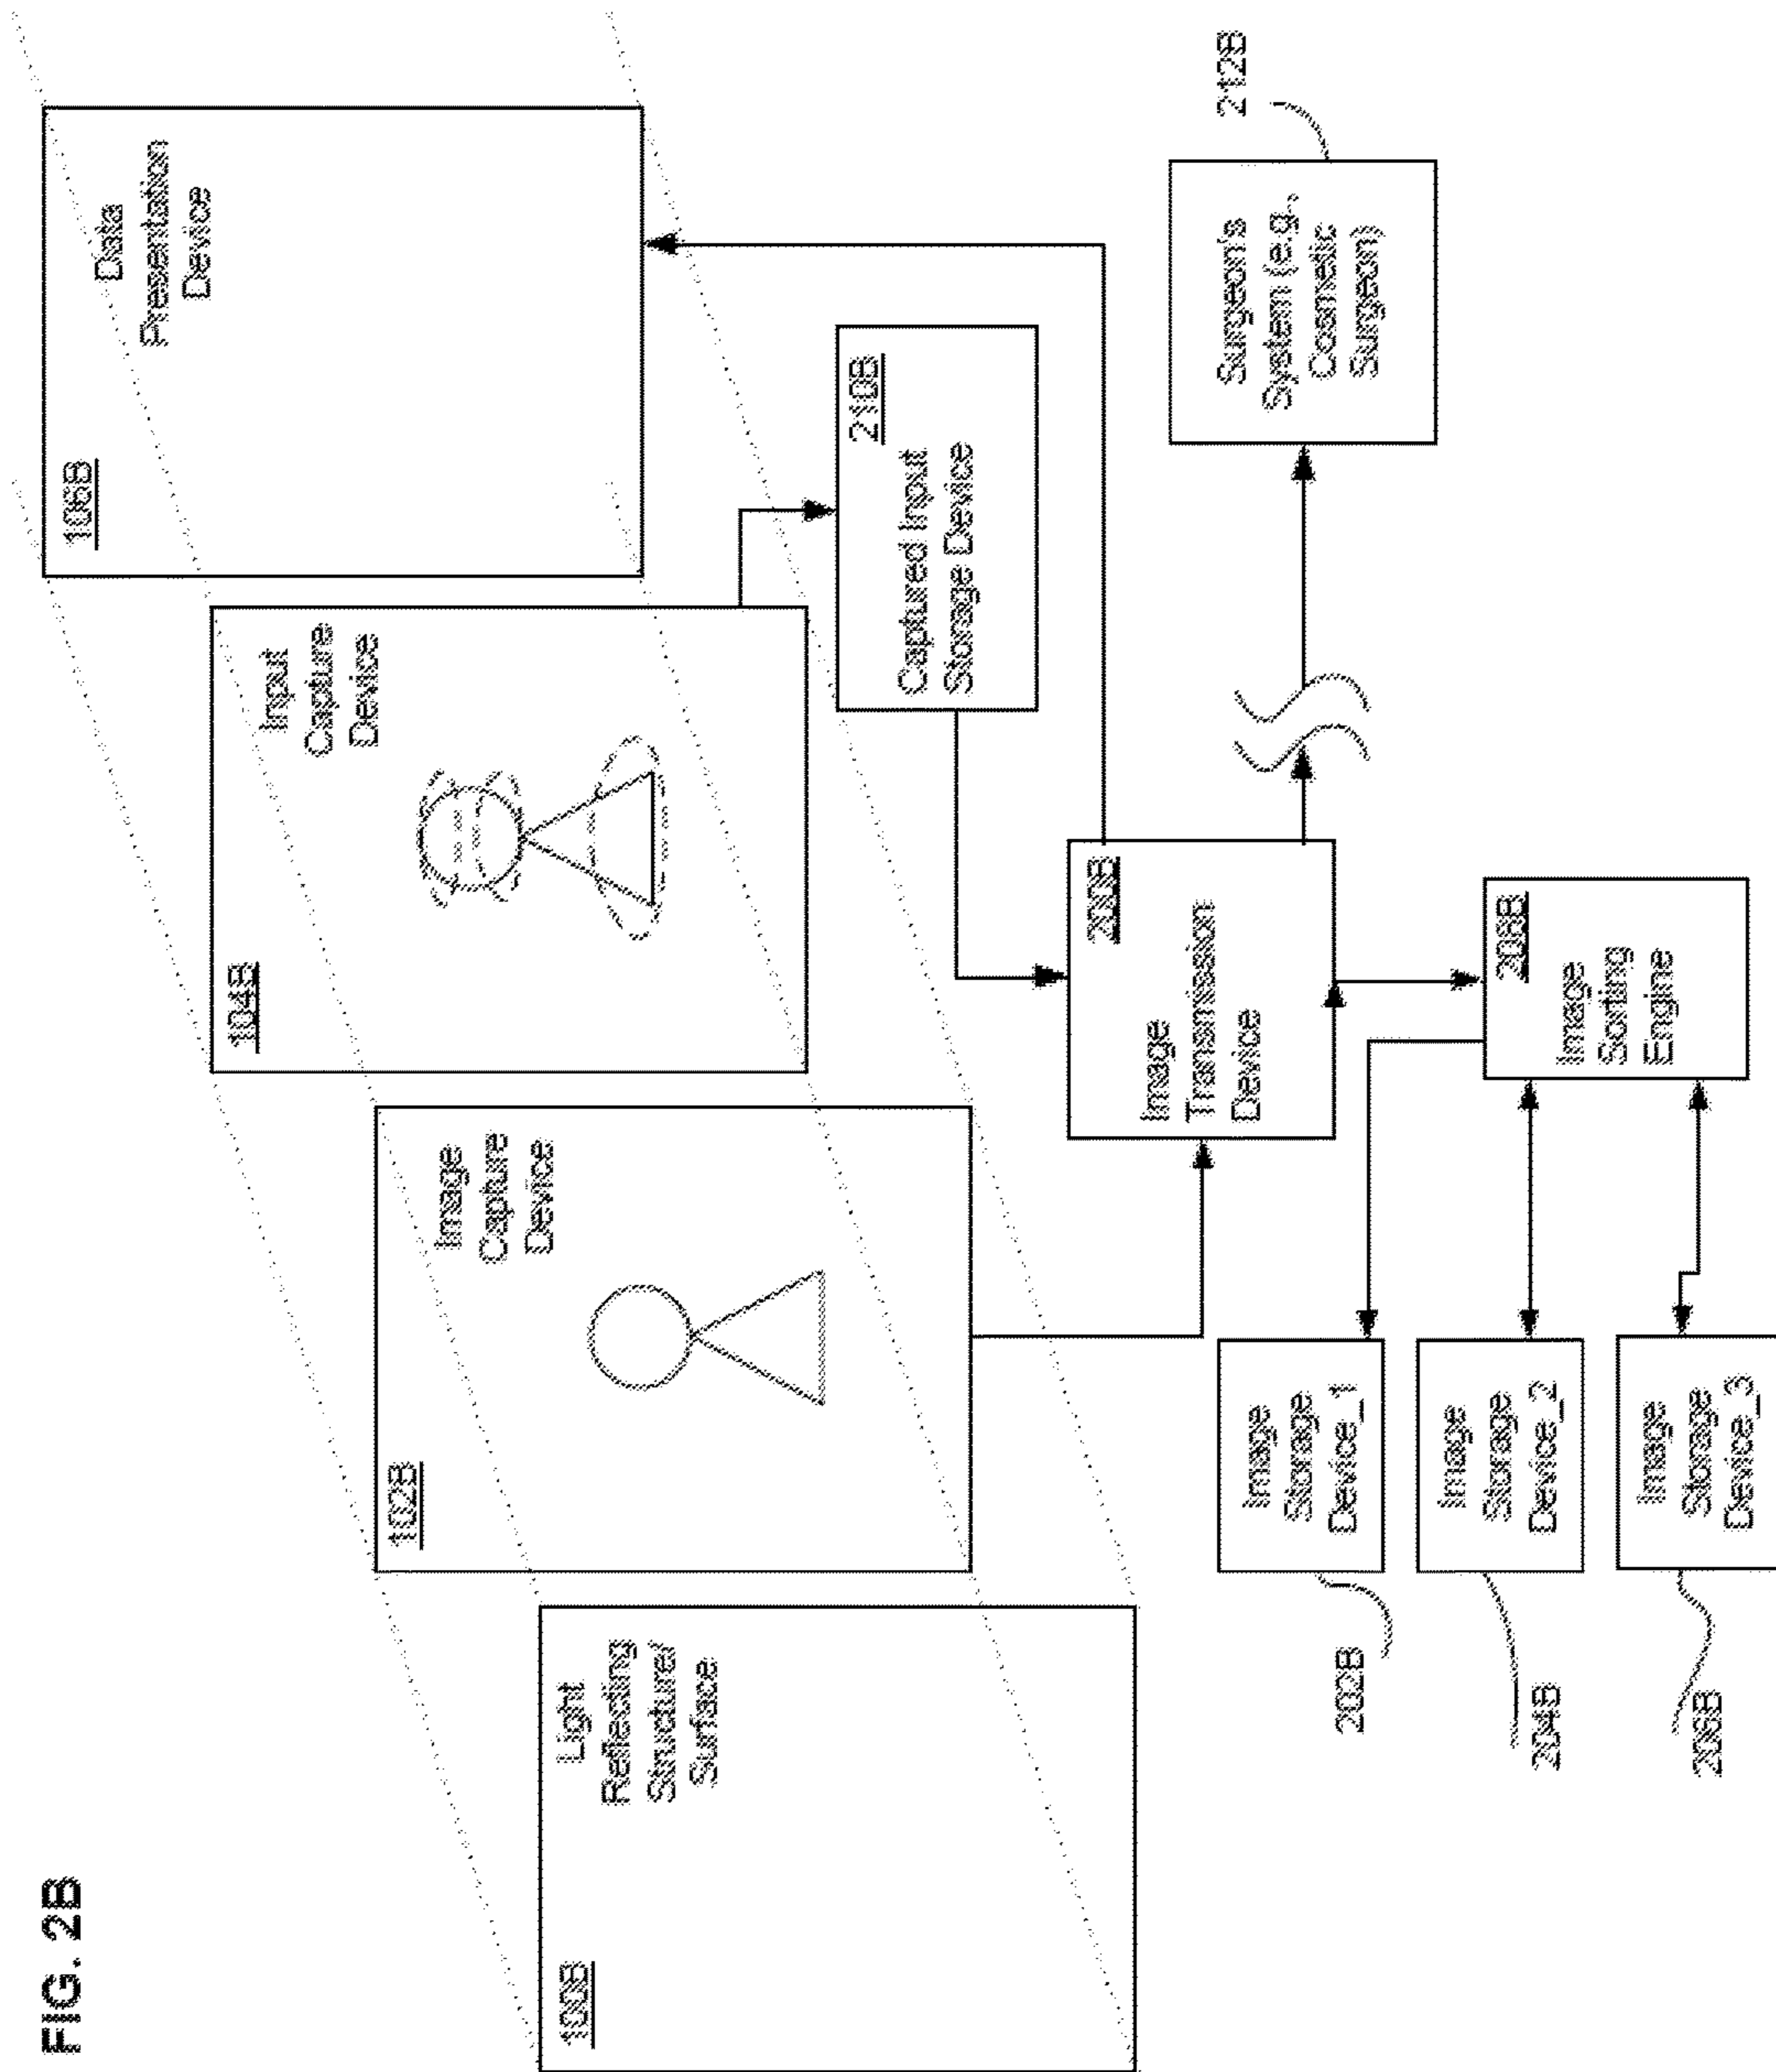 FIG. 2B
100B
Light
Reflecting
Structure/
Surface
102B
Image
Capture
Device
104B
Input
Capture
Device
106B
Data
Presentation
Device
210B
Captured Input
Storage Device
200B
Image
Transmission
Device
212B
Surgeon's
System (e.g.,
Cosmetic
Surgeon)
208B
Image
Sorting
Engine
202B
Image
Storage
Device_1
204B
Image
Storage
Device_2
206B
Image
Storage
Device_3